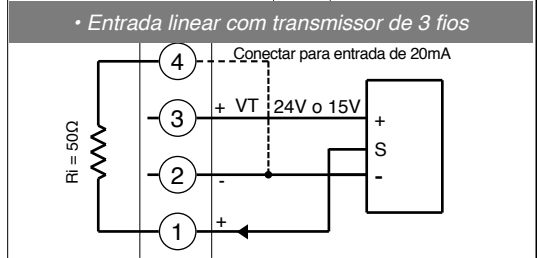 • Entrada linear com transmissor de 3 fios
4 Conectar para entrada de 20mA
3 + VT 24V o 15V +
S
2 - -
1 +
Ri = 50Ω